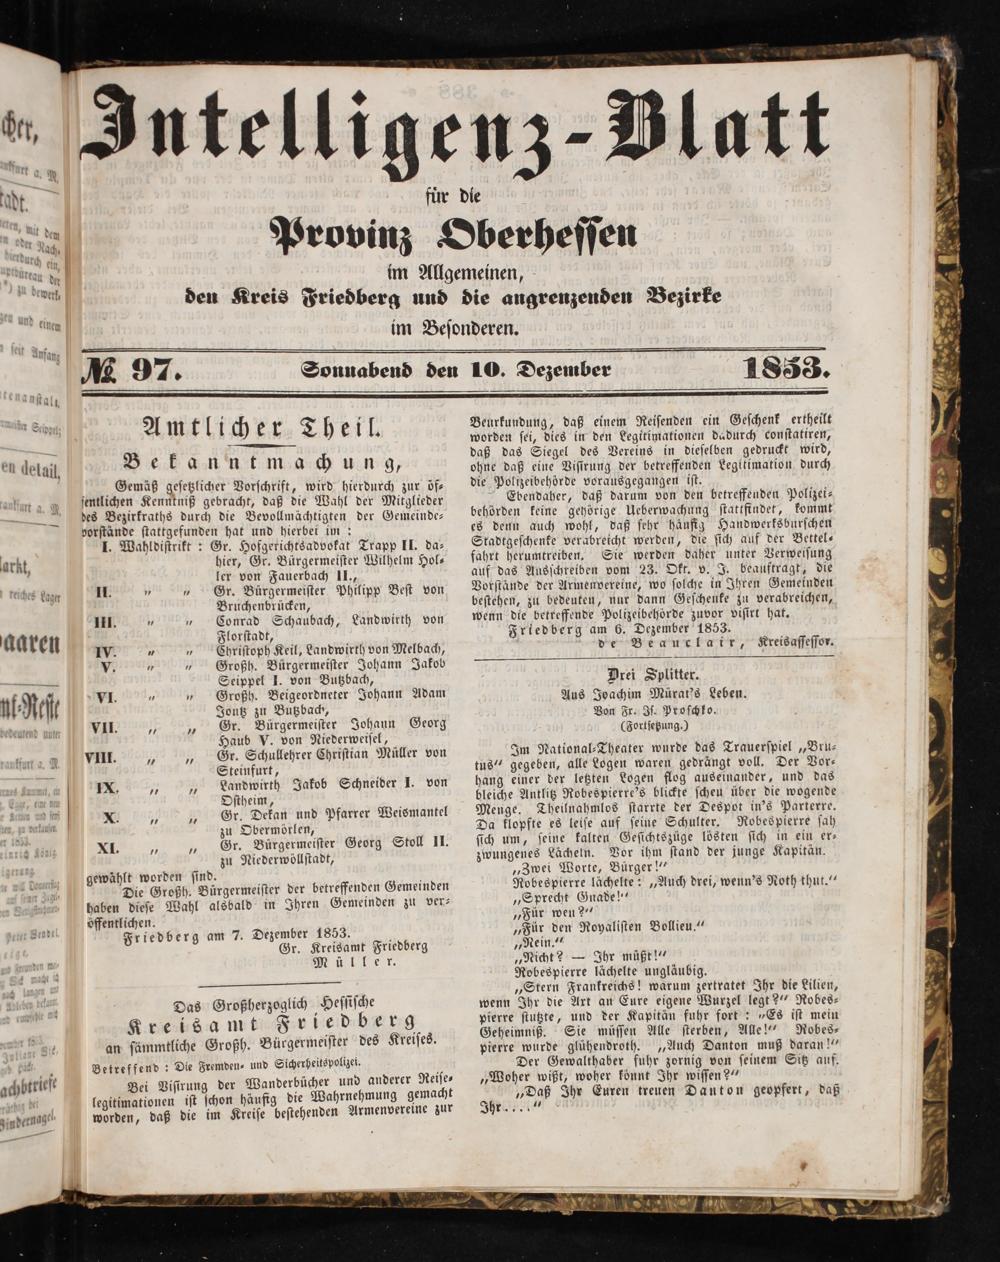 Intelligenz-Blatt
für die
Provinz Oberhessen
im Allgemeinen,
den Kreis Friedberg und die angrenzenden Bezirke
im Besonderen.
№ 97. Sonnabend den 10. Dezember 1853.
Amtlicher Theil.
Bekanntmachung,
Gemäß gesetzlicher Vorschrift, wird hierdurch zur öf-
fentlichen Kenntniß gebracht, daß die Wahl der Mitglieder
des Bezirksraths durch die Bevollmächtigten der Gemeinde-
vorstände stattgefunden hat und hierbei im :
I. Wahldistrikt : Gr. Hofgerichtsadvokat Trapp II. da-
hier, Gr. Bürgermeister Wilhelm Hol-
ler von Fauerbach II.,
II. „ „ Gr. Bürgermeister Philipp Best von
Bruchenbrücken,
III. „ „ Conrad Schaubach, Landwirth von
Florstadt,
IV. „ „ Christoph Keil, Landwirth von Melbach,
V. „ „ Großh. Bürgermeister Johann Jakob
Seippel I. von Butzbach,
VI. „ „ Großh. Beigeordneter Johann Adam
Joutz zu Butzbach,
VII. „ „ Gr. Bürgermeister Johann Georg
Haub V. von Niederweisel,
VIII. „ „ Gr. Schullehrer Christian Müller von
Steinfurt,
IX. „ „ Landwirth Jakob Schneider I. von
Ostheim,
X. „ „ Gr. Dekan und Pfarrer Weismantel
zu Obermörlen,
XI. „ „ Gr. Bürgermeister Georg Stoll II.
zu Niederwöllstadt,
gewählt worden sind.
Die Großh. Bürgermeister der betreffenden Gemeinden
haben diese Wahl alsbald in Ihren Gemeinden zu ver-
öffentlichen.
Friedberg am 7. Dezember 1853.
Gr. Kreisamt Friedberg
Müller.
Das Großherzoglich Hessische
Kreisamt Friedberg
an sämmtliche Großh. Bürgermeister des Kreises.
Betreffend : Die Fremden- und Sicherheitspolizei.
Bei Visirung der Wanderbücher und anderer Reise-
legitimationen ist schon häufig die Wahrnehmung gemacht
worden, daß die im Kreise bestehenden Armenvereine zur
Beurkundung, daß einem Reisenden ein Geschenk ertheilt
worden sei, dies in den Legitimationen dadurch constatiren,
daß das Siegel des Vereins in dieselben gedruckt wird,
ohne daß eine Visirung der betreffenden Legitimation durch
die Polizeibehörde vorausgegangen ist.
Ebendaher, daß darum von den betreffenden Polizei-
behörden keine gehörige Ueberwachung stattfindet, kommt
es denn auch wohl, daß sehr häufig Handwerksburschen
Stadtgeschenke verabreicht werden, die sich auf der Bettel-
fahrt herumtreiben. Sie werden daher unter Verweisung
auf das Ausschreiben vom 23. Okt. v. J. beauftragt, die
Vorstände der Armenvereine, wo solche in Ihren Gemeinden
bestehen, zu bedeuten, nur dann Geschenke zu verabreichen,
wenn die betreffende Polizeibehörde zuvor visirt hat.
Friedberg am 6. Dezember 1853.
de Beauclair, Kreisassessor.
Drei Splitter.
Aus Joachim Mürat's Leben.
Von Fr. Js. Proschko.
(Fortsetzung.)
Im National-Theater wurde das Trauerspiel „Bru-
tus“ gegeben, alle Logen waren gedrängt voll. Der Vor-
hang einer der letzten Logen flog auseinander, und das
bleiche Antlitz Robespierre's blickte scheu über die wogende
Menge. Theilnahmlos starrte der Despot in's Parterre.
Da klopfte es leise auf seine Schulter. Robespierre sah
sich um, seine kalten Gesichtszüge lösten sich in ein er-
zwungenes Lächeln. Vor ihm stand der junge Kapitän.
„Zwei Worte, Bürger!“
Robespierre lächelte : „Auch drei, wenn's Noth thut.“
„Sprecht Gnade!“
„Für wen?“
„Für den Royalisten Bollieu.“
„Nein.“
„Nicht? — Ihr müßt!“
Robespierre lächelte ungläubig.
„Stern Frankreichs! warum zertratet Ihr die Lilien,
wenn Ihr die Art an Eure eigene Wurzel legt?“ Robes-
pierre stutzte, und der Kapitän fuhr fort : „Es ist mein
Geheimniß. Sie müssen Alle sterben, Alle!“ Robes-
pierre wurde glühendroth. „Auch Danton muß daran!“
Der Gewalthaber fuhr zornig von seinem Sitz auf.
„Woher wißt, woher könnt Ihr wissen?“
„Daß Ihr Euren treuen Danton geopfert, daß
Ihr....“